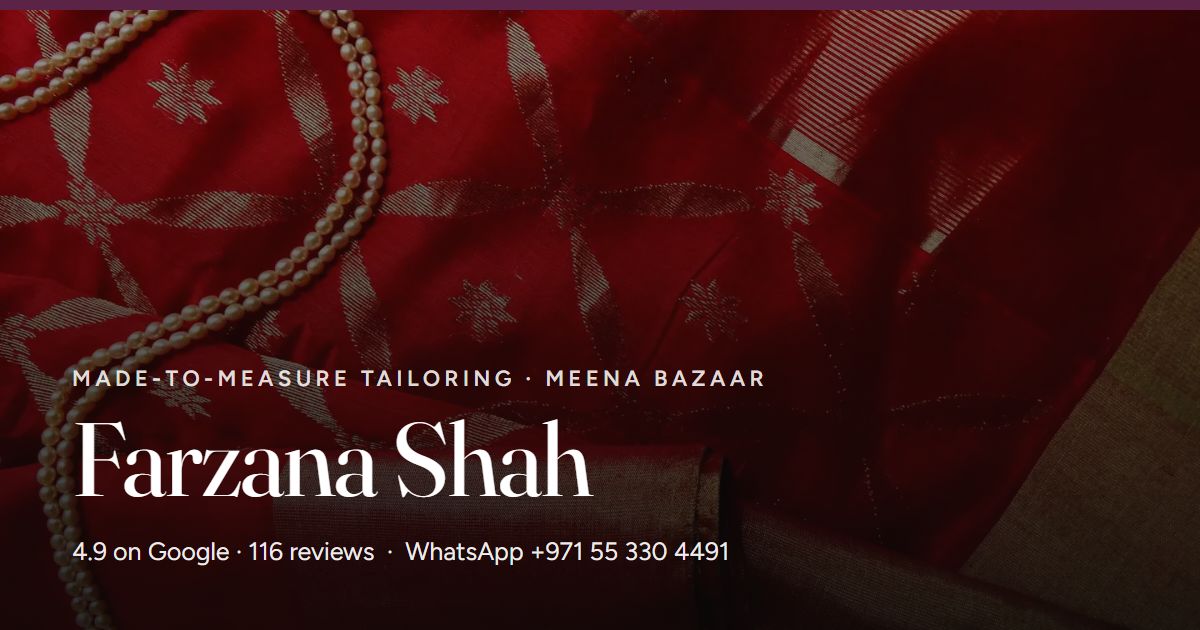 MADE-TO-MEASURE TAILORING · MEENA BAZAAR
Farzana Shah
4.9 on Google · 116 reviews · WhatsApp +971 55 330 4491